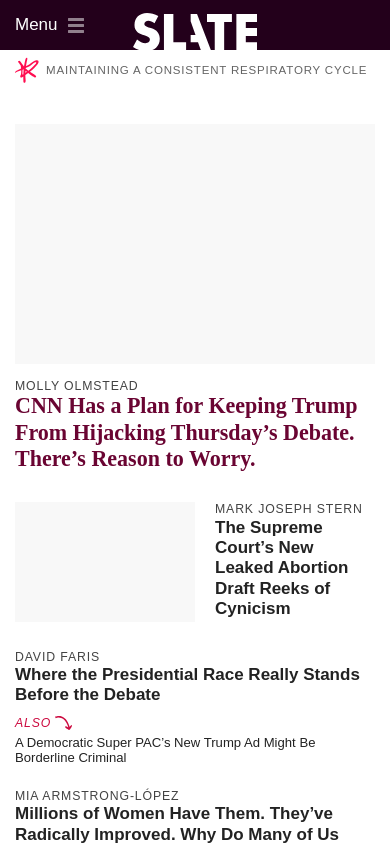 Menu
SLATE
MAINTAINING A CONSISTENT RESPIRATORY CYCLE
MOLLY OLMSTEAD
CNN Has a Plan for Keeping Trump
From Hijacking Thursday’s Debate.
There’s Reason to Worry.
MARK JOSEPH STERN
The Supreme
Court’s New
Leaked Abortion
Draft Reeks of
Cynicism
DAVID FARIS
Where the Presidential Race Really Stands
Before the Debate
ALSO
A Democratic Super PAC’s New Trump Ad Might Be
Borderline Criminal
MIA ARMSTRONG-LÓPEZ
Millions of Women Have Them. They’ve
Radically Improved. Why Do Many of Us